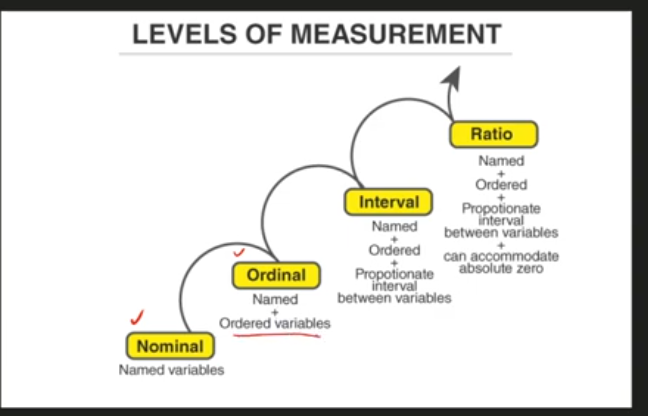 LEVELS OF MEASUREMENT
Ratio
Named
+
Ordered
+
Propotionate
interval
between variables
+
can accommodate
absolute zero
Interval
Named
+
Ordered
+
Propotionate
interval
between variables
Ordinal
Named
+
Ordered variables
Nominal
Named variables